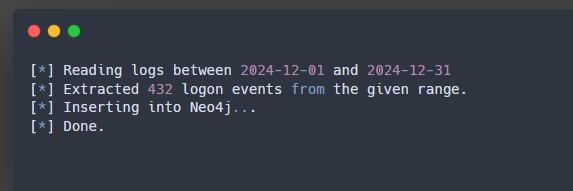 [*] Reading logs between 2024-12-01 and 2024-12-31
[*] Extracted 432 logon events from the given range.
[*] Inserting into Neo4j...
[*] Done.